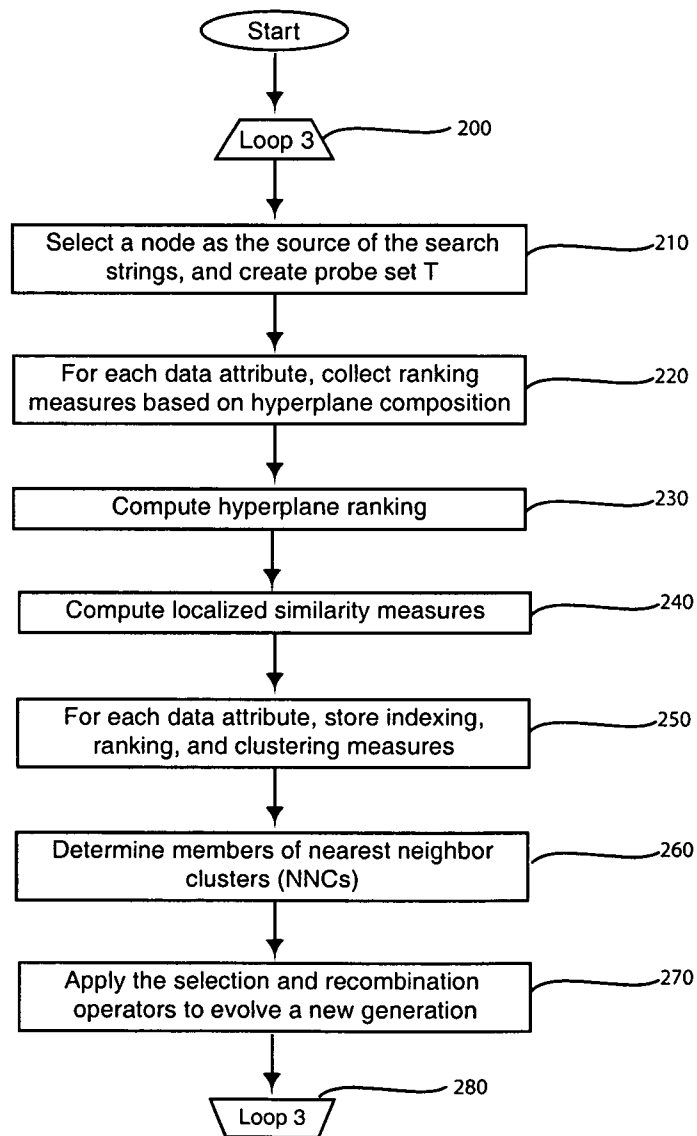 Start
Loop 3
200
Select a node as the source of the search
strings, and create probe set T
210
For each data attribute, collect ranking
measures based on hyperplane composition
220
Compute hyperplane ranking
230
Compute localized similarity measures
240
For each data attribute, store indexing,
ranking, and clustering measures
250
Determine members of nearest neighbor
clusters (NNCs)
260
Apply the selection and recombination
operators to evolve a new generation
270
Loop 3
280